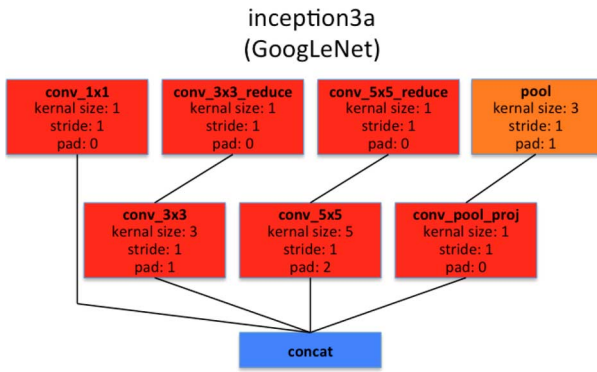 inception3a
(GoogLeNet)
conv_1x1
kernal size: 1
stride: 1
pad: 0
conv_3x3_reduce
kernal size: 1
stride: 1
pad: 0
conv_5x5_reduce
kernal size: 1
stride: 1
pad: 0
pool
kernal size: 3
stride: 1
pad: 1
conv_3x3
kernal size: 3
stride: 1
pad: 1
conv_5x5
kernal size: 5
stride: 1
pad: 2
conv_pool_proj
kernal size: 1
stride: 1
pad: 0
concat